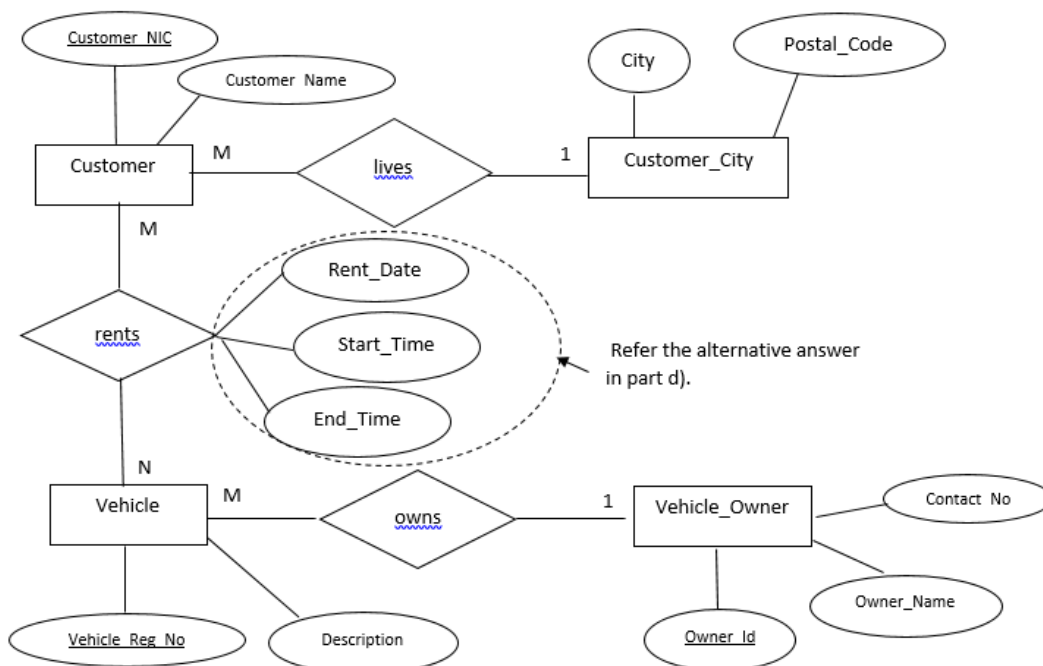 Customer_NIC
Customer_Name
City
Postal_Code
Customer
M
lives
1
Customer_City
M
Rent_Date
rents
Start_Time
Refer the alternative answer
in part d).
End_Time
N
Vehicle
M
owns
1
Vehicle_Owner
Contact_No
Owner_Name
Vehicle_Reg_No
Description
Owner_Id